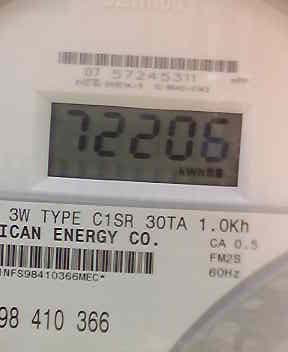 07 57245311
72206
kWh
3W TYPE C1SR 30TA 1.0Kh
ICAN ENERGY CO.
CA 0.5
FM2S
60Hz
1NFS98410366MEC*
98 410 366